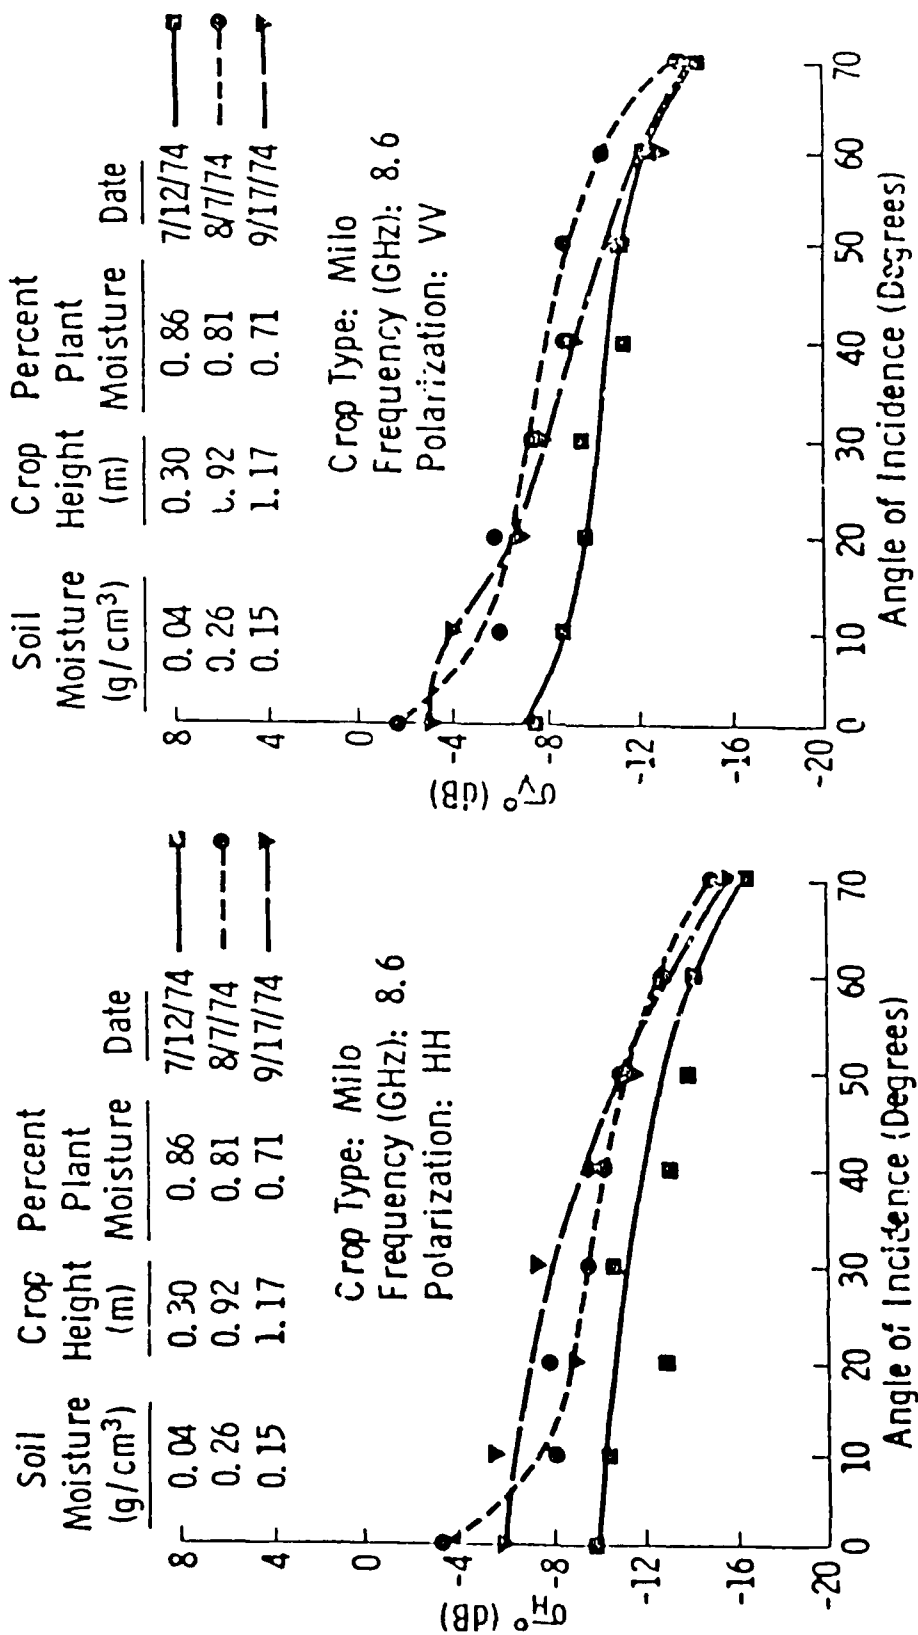 Soil Crop Percent
Moisture Height Plant
(g/cm³) (m) Moisture Date
0.04 0.30 0.86 7/12/74
0.26 0.92 0.81 8/7/74
0.15 1.17 0.71 9/17/74
Crop Type: Milo
Frequency (GHz): 8.6
Polarization: HH
8
4
0
-4
-8
-12
-16
-20
σH° (dB)
0 10 20 30 40 50 60 70
Angle of Incidence (Degrees)
Soil Crop Percent
Moisture Height Plant
(g/cm³) (m) Moisture Date
0.04 0.30 0.86 7/12/74
0.26 0.92 0.81 8/7/74
0.15 1.17 0.71 9/17/74
Crop Type: Milo
Frequency (GHz): 8.6
Polarization: VV
8
4
0
-4
-8
-12
-16
-20
σV° (dB)
0 10 20 30 40 50 60 70
Angle of Incidence (Degrees)